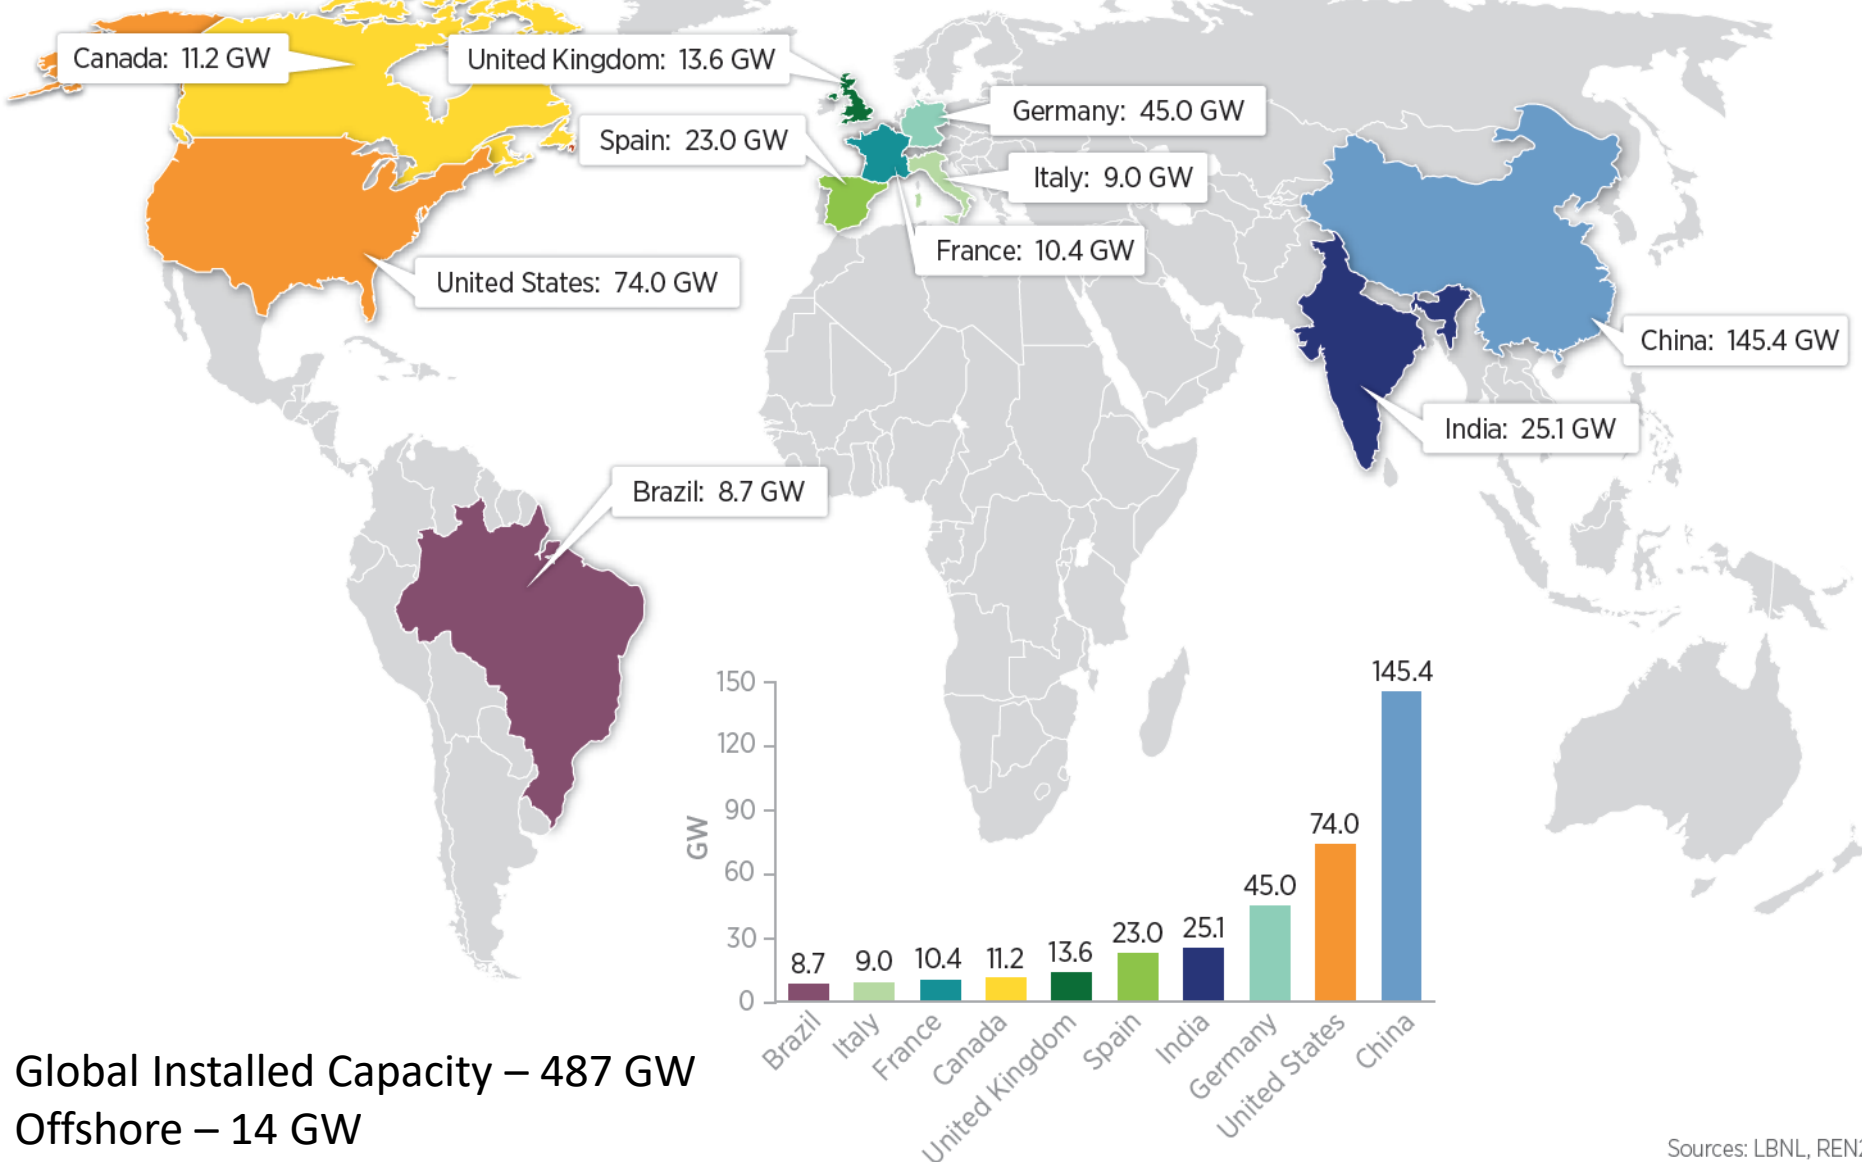 Canada: 11.2 GW
United Kingdom: 13.6 GW
Germany: 45.0 GW
Spain: 23.0 GW
Italy: 9.0 GW
France: 10.4 GW
United States: 74.0 GW
China: 145.4 GW
India: 25.1 GW
Brazil: 8.7 GW
GW
150
120
90
60
30
0
8.7
9.0
10.4
11.2
13.6
23.0
25.1
45.0
74.0
145.4
Brazil
Italy
France
Canada
United Kingdom
Spain
India
Germany
United States
China
Global Installed Capacity – 487 GW
Offshore – 14 GW
Sources: LBNL,